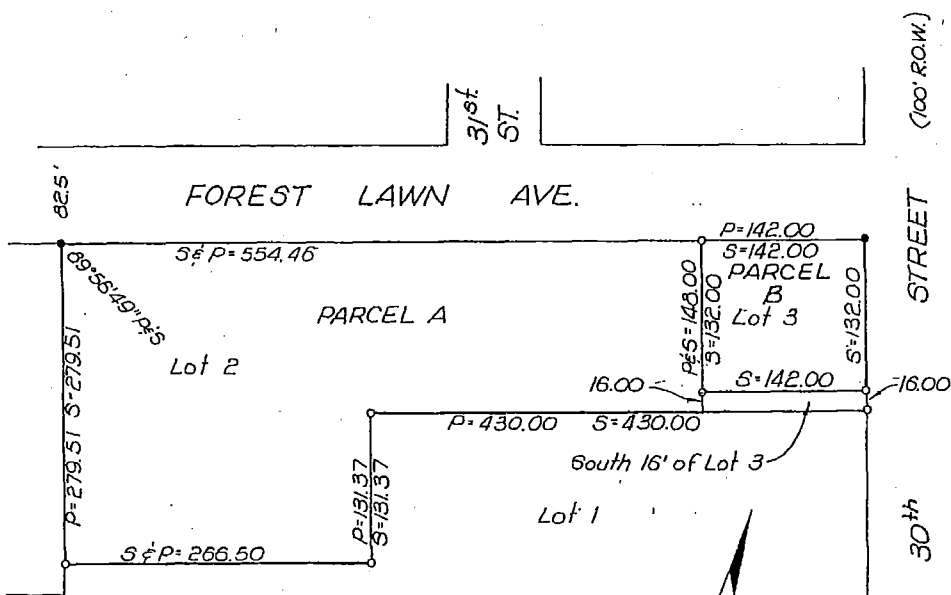 (100' R.O.W.)
31st.
ST.
82.5'
FOREST LAWN AVE.
STREET
P=142.00
S & P = 554.46
S=142.00
89°56'49" P&S
PARCEL
B
Lot 3
PARCEL A
P&S=148.00
S=132.00
S=132.00
Lot 2
S=142.00
16.00
16.00
P=279.51 S=279.51
P=430.00 S=430.00
South 16' of Lot 3
P=131.37
S=131.37
Lot 1
30th
S & P = 266.50